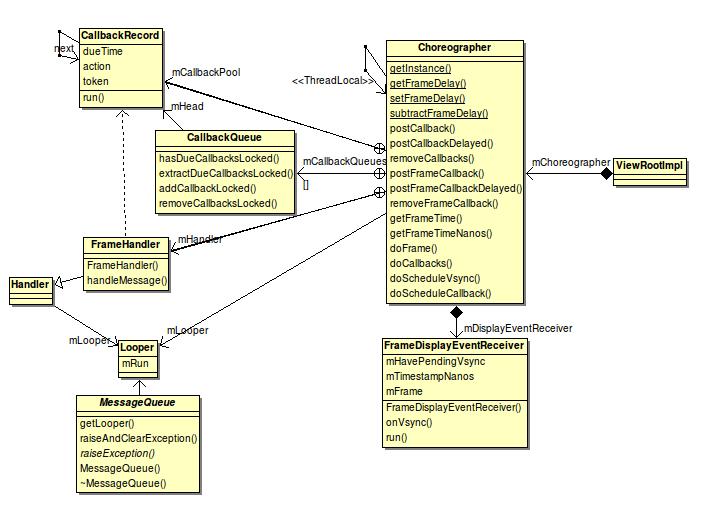 CallbackRecord
next
dueTime
action
token
run()
mCallbackPool
mHead
CallbackQueue
hasDueCallbacksLocked()
extractDueCallbacksLocked()
addCallbackLocked()
removeCallbacksLocked()
mCallbackQueues
[]
<<ThreadLocal>>
Choreographer
getInstance()
getFrameDelay()
setFrameDelay()
subtractFrameDelay()
postCallback()
postCallbackDelayed()
removeCallbacks()
postFrameCallback()
postFrameCallbackDelayed()
removeFrameCallback()
getFrameTime()
getFrameTimeNanos()
doFrame()
doCallbacks()
doScheduleVsync()
doScheduleCallback()
mChoreographer
ViewRootImpl
FrameHandler
FrameHandler()
handleMessage()
mHandler
Handler
mLooper
mLooper
Looper
mRun
MessageQueue
getLooper()
raiseAndClearException()
raiseException()
MessageQueue()
~MessageQueue()
mDisplayEventReceiver
FrameDisplayEventReceiver
mHavePendingVsync
mTimestampNanos
mFrame
FrameDisplayEventReceiver()
onVsync()
run()